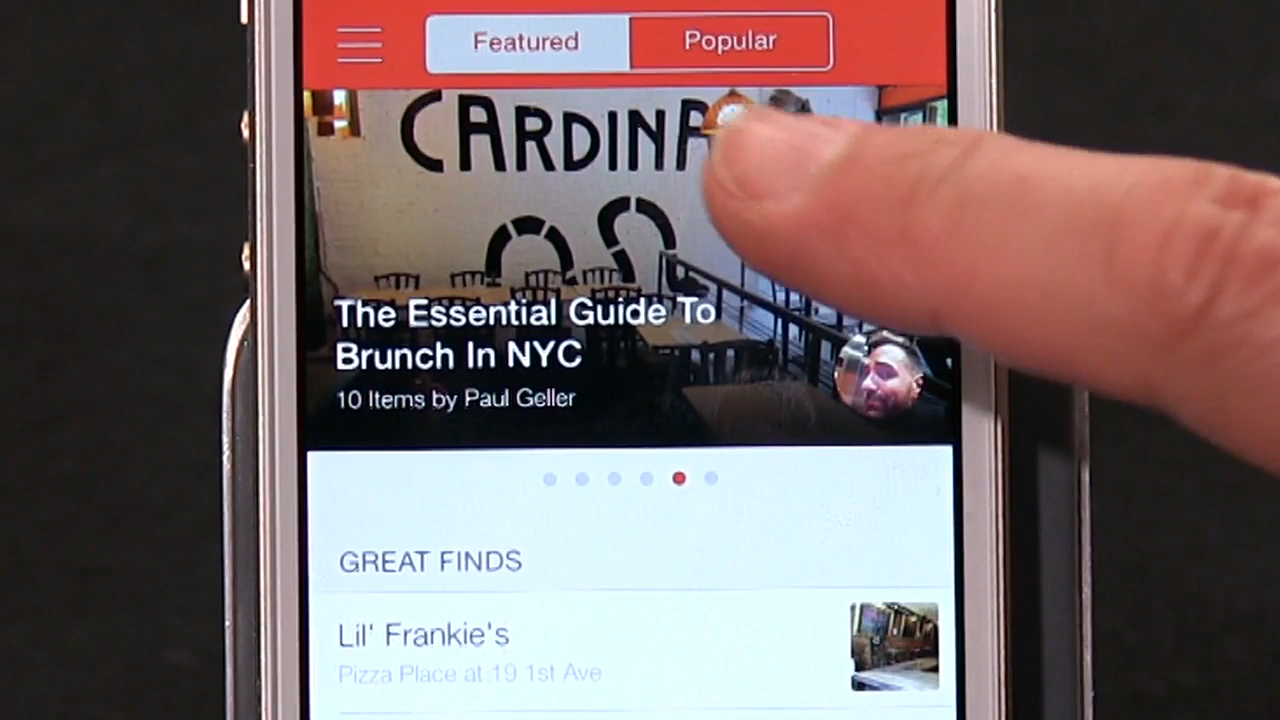 Featured
Popular
CARDINA
The Essential Guide To
Brunch In NYC
10 Items by Paul Geller
GREAT FINDS
Lil' Frankie's
Pizza Place at 19 1st Ave